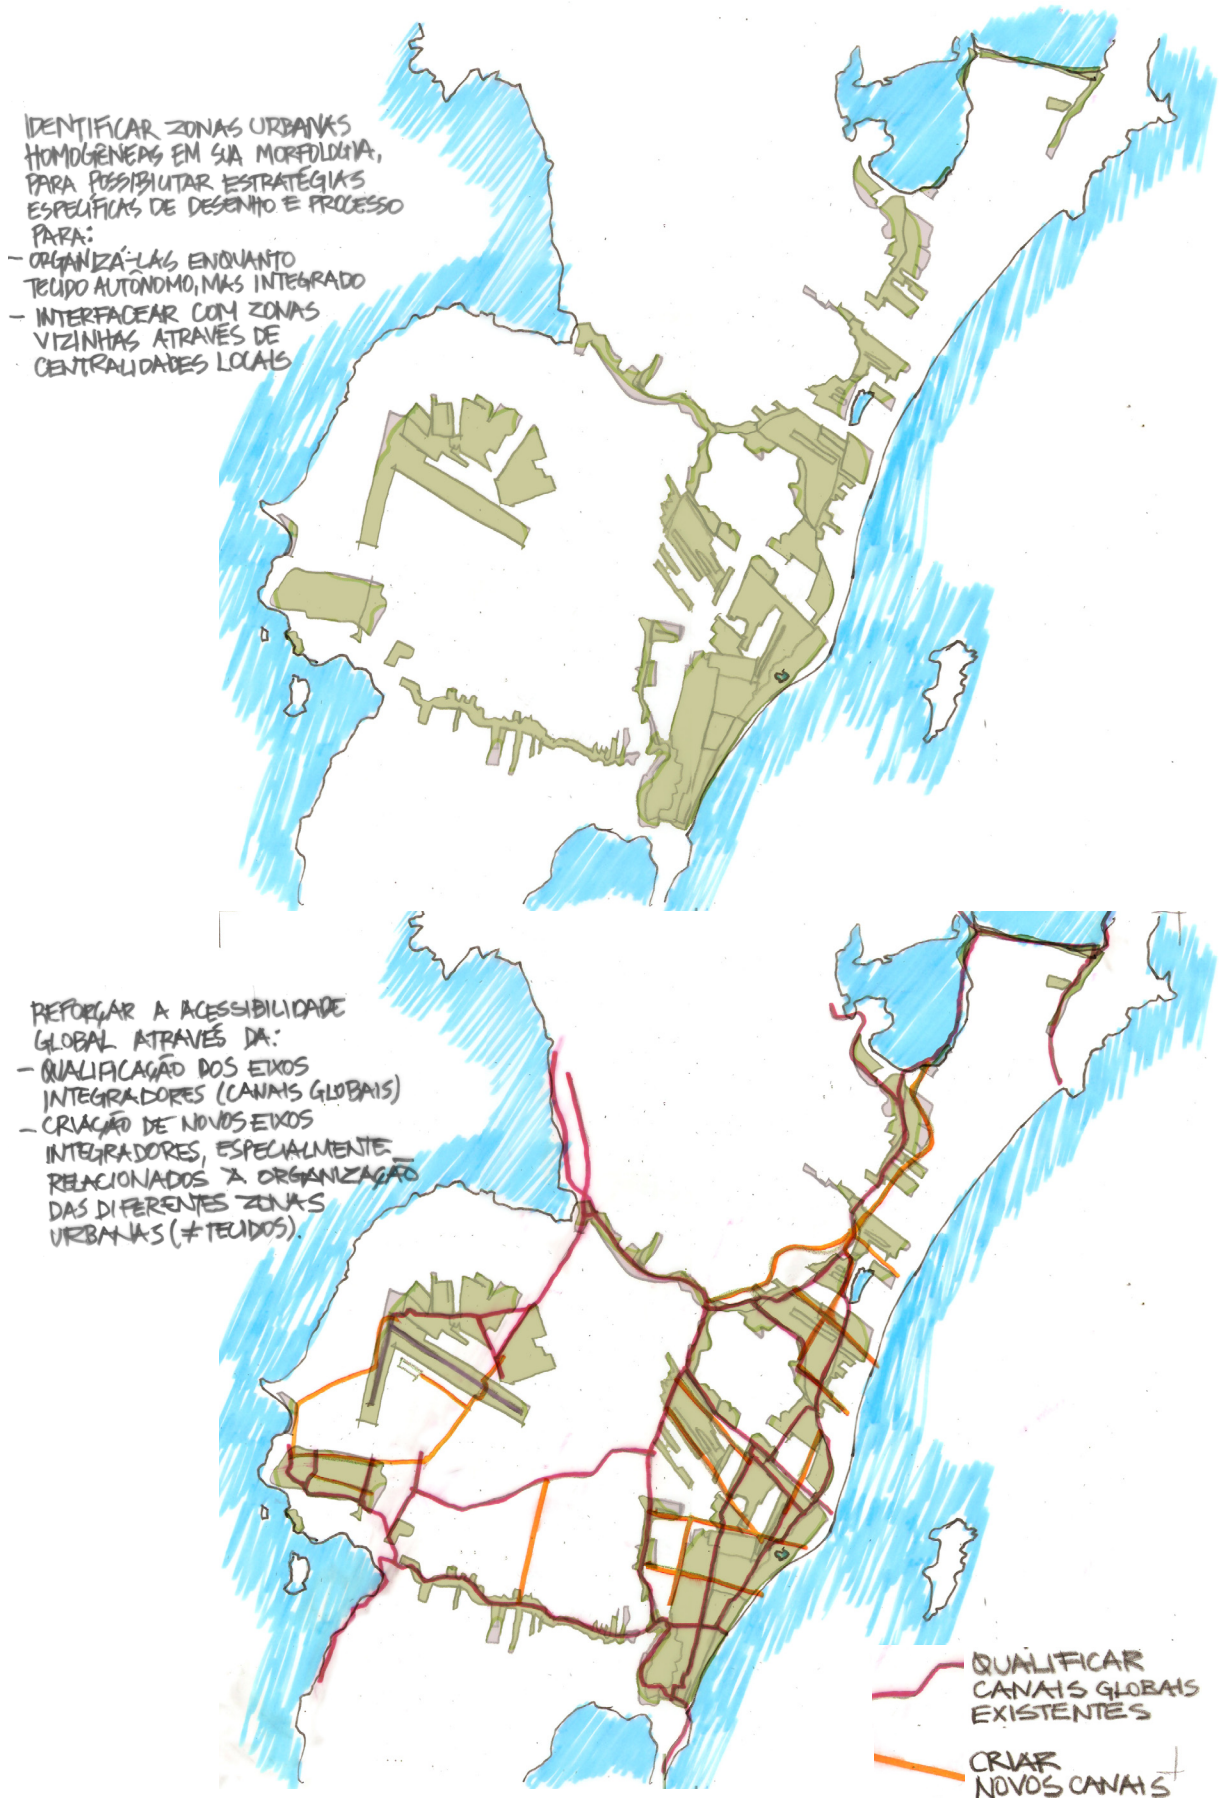 IDENTIFICAR ZONAS URBANAS
HOMOGÊNEAS EM SUA MORFOLOGIA,
PARA POSSIBILITAR ESTRATÉGIAS
ESPECÍFICAS DE DESENHO E PROCESSO
PARA:
- ORGANIZÁ-LAS ENQUANTO
TECIDO AUTÔNOMO, MAS INTEGRADO
- INTERFACEAR COM ZONAS
VIZINHAS ATRAVÉS DE
CENTRALIDADES LOCAIS
REFORÇAR A ACESSIBILIDADE
GLOBAL ATRAVÉS DA:
- QUALIFICAÇÃO DOS EIXOS
INTEGRADORES (CANAIS GLOBAIS)
- CRIAÇÃO DE NOVOS EIXOS
INTEGRADORES, ESPECIALMENTE
RELACIONADOS À ORGANIZAÇÃO
DAS DIFERENTES ZONAS
URBANAS (≠ TECIDOS).
QUALIFICAR
CANAIS GLOBAIS
EXISTENTES
CRIAR
NOVOS CANAIS